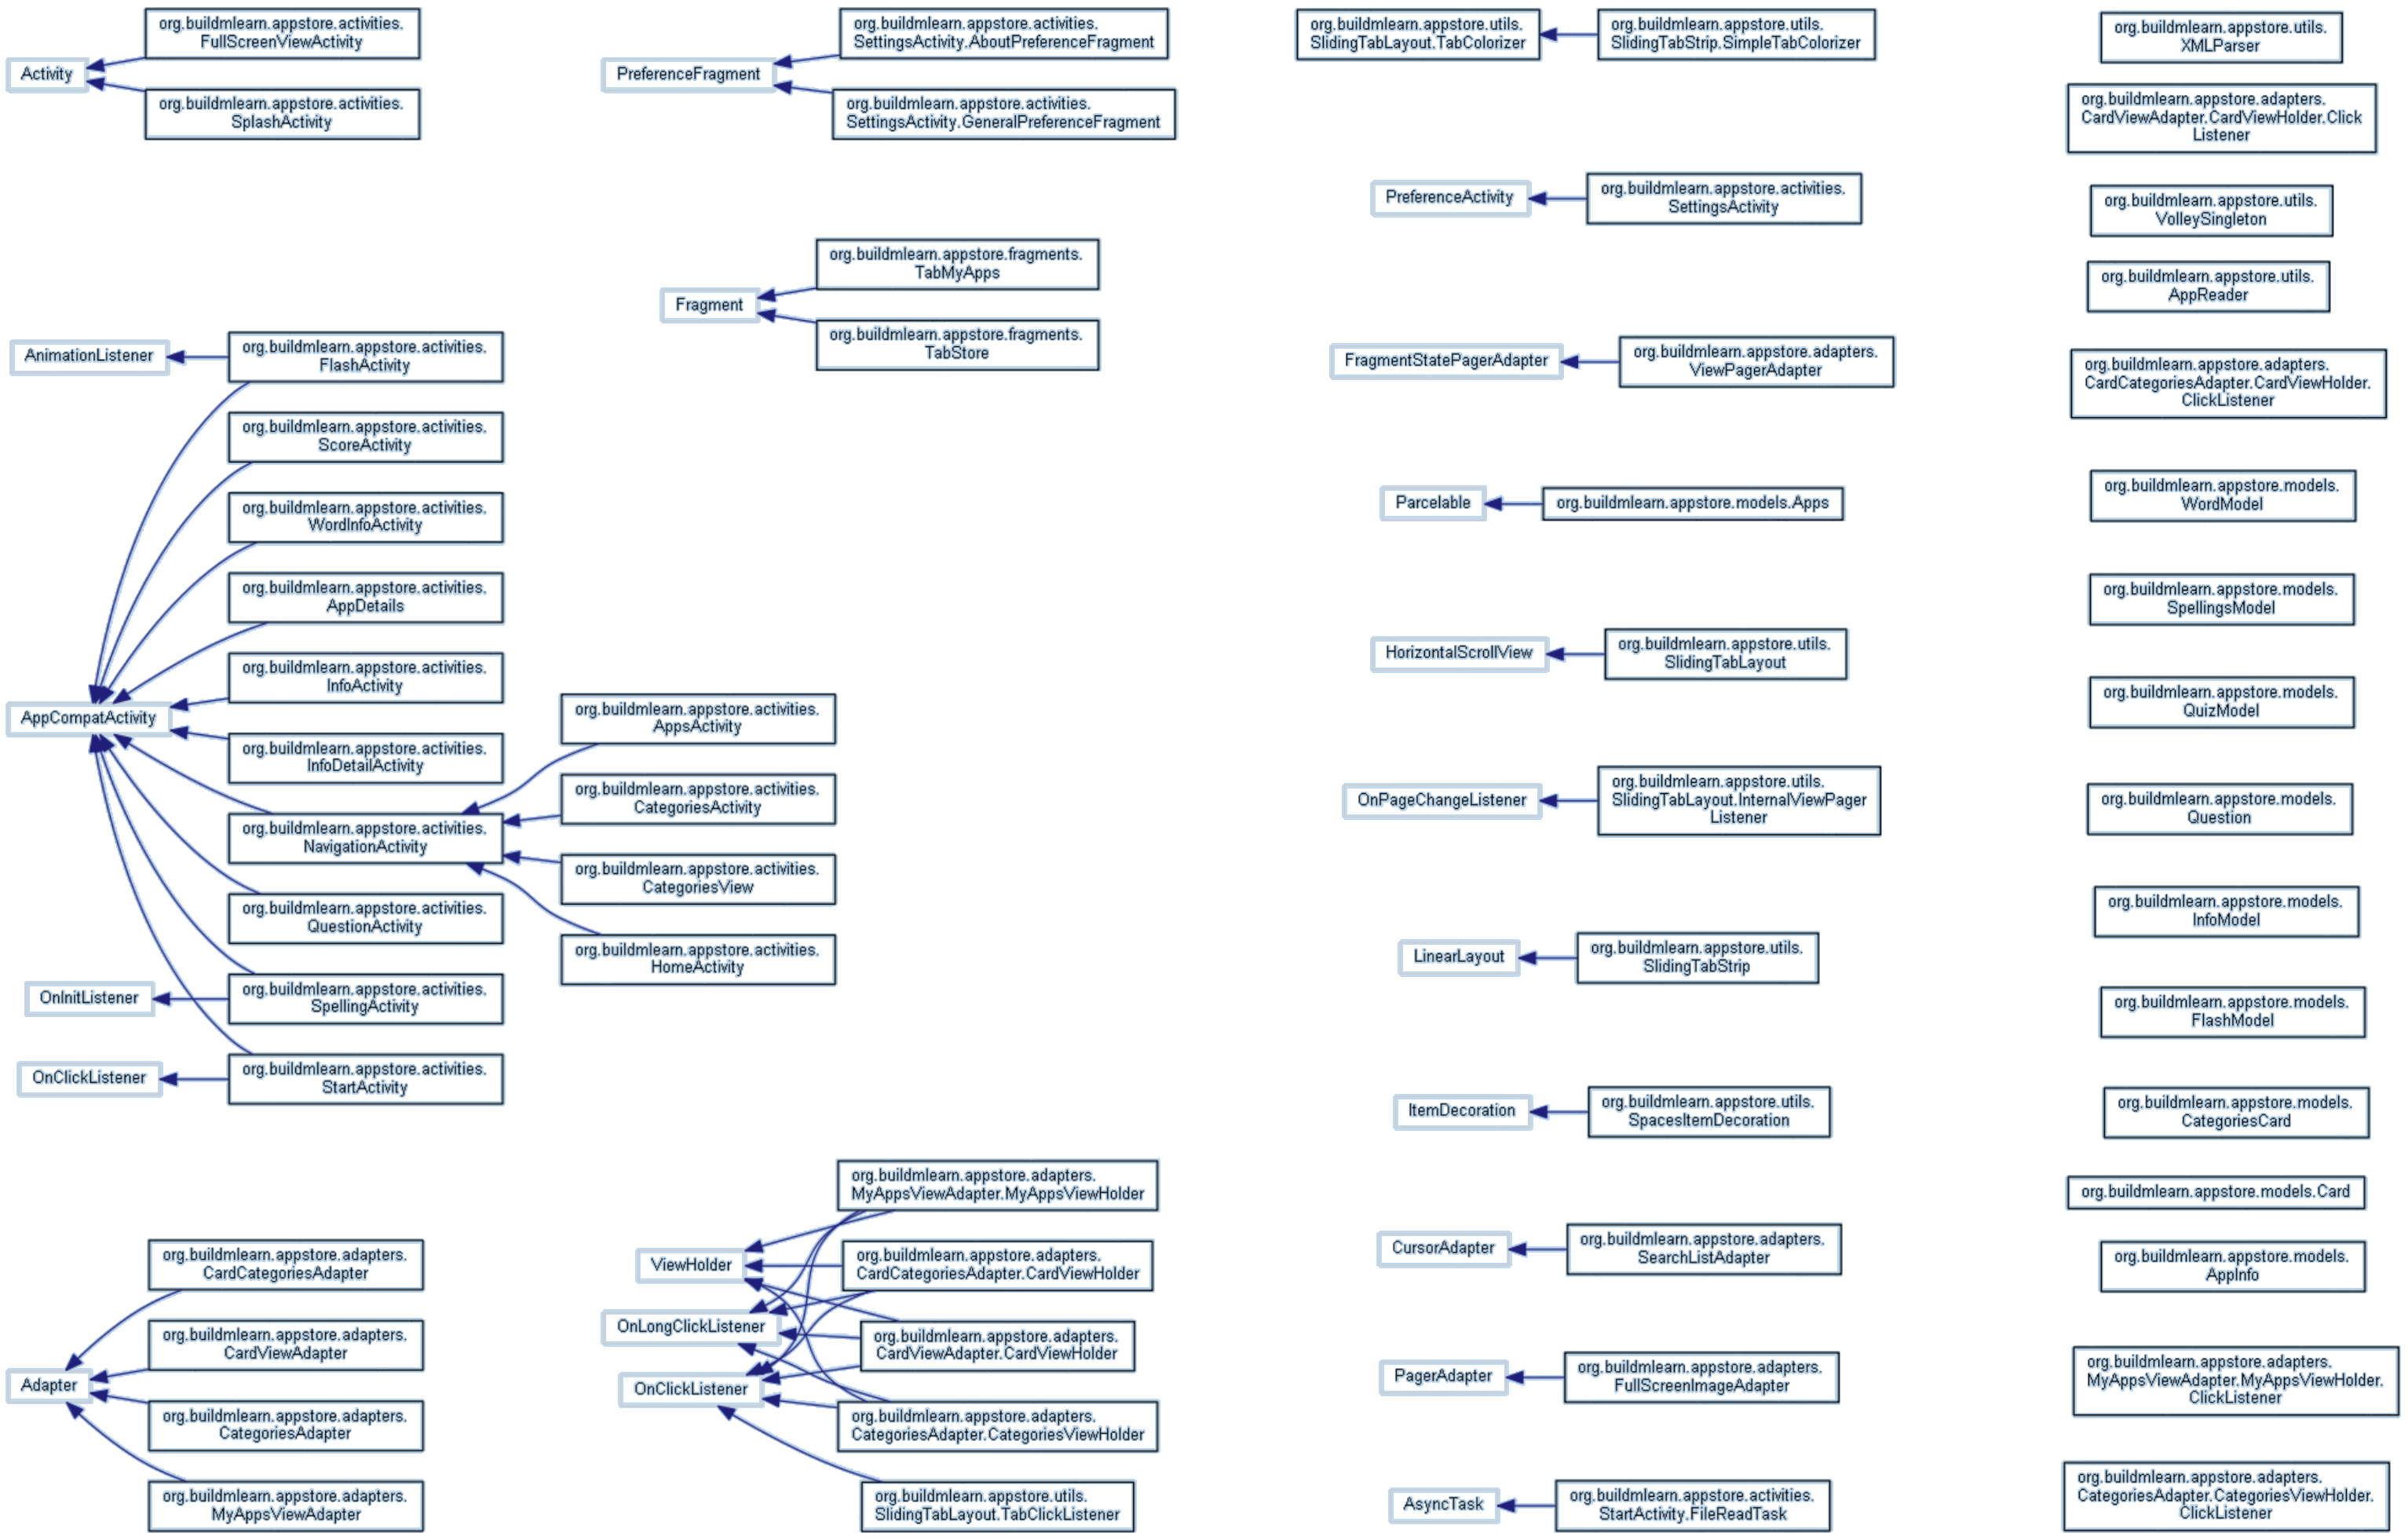 org.buildmlearn.appstore.activities.
FullScreenViewActivity
Activity
org.buildmlearn.appstore.activities.
SplashActivity
AnimationListener
org.buildmlearn.appstore.activities.
FlashActivity
org.buildmlearn.appstore.activities.
ScoreActivity
org.buildmlearn.appstore.activities.
WordInfoActivity
org.buildmlearn.appstore.activities.
AppDetails
org.buildmlearn.appstore.activities.
InfoActivity
AppCompatActivity
org.buildmlearn.appstore.activities.
InfoDetailActivity
org.buildmlearn.appstore.activities.
NavigationActivity
org.buildmlearn.appstore.activities.
QuestionActivity
OnInitListener
org.buildmlearn.appstore.activities.
SpellingActivity
OnClickListener
org.buildmlearn.appstore.activities.
StartActivity
org.buildmlearn.appstore.activities.
AppsActivity
org.buildmlearn.appstore.activities.
CategoriesActivity
org.buildmlearn.appstore.activities.
CategoriesView
org.buildmlearn.appstore.activities.
HomeActivity
org.buildmlearn.appstore.adapters.
CardCategoriesAdapter
org.buildmlearn.appstore.adapters.
CardViewAdapter
Adapter
org.buildmlearn.appstore.adapters.
CategoriesAdapter
org.buildmlearn.appstore.adapters.
MyAppsViewAdapter
org.buildmlearn.appstore.activities.
SettingsActivity.AboutPreferenceFragment
PreferenceFragment
org.buildmlearn.appstore.activities.
SettingsActivity.GeneralPreferenceFragment
org.buildmlearn.appstore.fragments.
TabMyApps
Fragment
org.buildmlearn.appstore.fragments.
TabStore
org.buildmlearn.appstore.adapters.
MyAppsViewAdapter.MyAppsViewHolder
ViewHolder
org.buildmlearn.appstore.adapters.
CardCategoriesAdapter.CardViewHolder
OnLongClickListener
org.buildmlearn.appstore.adapters.
CardViewAdapter.CardViewHolder
OnClickListener
org.buildmlearn.appstore.adapters.
CategoriesAdapter.CategoriesViewHolder
org.buildmlearn.appstore.utils.
SlidingTabLayout.TabClickListener
org.buildmlearn.appstore.utils.
SlidingTabLayout.TabColorizer
org.buildmlearn.appstore.utils.
SlidingTabStrip.SimpleTabColorizer
PreferenceActivity
org.buildmlearn.appstore.activities.
SettingsActivity
FragmentStatePagerAdapter
org.buildmlearn.appstore.adapters.
ViewPagerAdapter
Parcelable
org.buildmlearn.appstore.models.Apps
HorizontalScrollView
org.buildmlearn.appstore.utils.
SlidingTabLayout
OnPageChangeListener
org.buildmlearn.appstore.utils.
SlidingTabLayout.InternalViewPager
Listener
LinearLayout
org.buildmlearn.appstore.utils.
SlidingTabStrip
ItemDecoration
org.buildmlearn.appstore.utils.
SpacesItemDecoration
CursorAdapter
org.buildmlearn.appstore.adapters.
SearchListAdapter
PagerAdapter
org.buildmlearn.appstore.adapters.
FullScreenImageAdapter
AsyncTask
org.buildmlearn.appstore.activities.
StartActivity.FileReadTask
org.buildmlearn.appstore.utils.
XMLParser
org.buildmlearn.appstore.adapters.
CardViewAdapter.CardViewHolder.Click
Listener
org.buildmlearn.appstore.utils.
VolleySingleton
org.buildmlearn.appstore.utils.
AppReader
org.buildmlearn.appstore.adapters.
CardCategoriesAdapter.CardViewHolder.
ClickListener
org.buildmlearn.appstore.models.
WordModel
org.buildmlearn.appstore.models.
SpellingsModel
org.buildmlearn.appstore.models.
QuizModel
org.buildmlearn.appstore.models.
Question
org.buildmlearn.appstore.models.
InfoModel
org.buildmlearn.appstore.models.
FlashModel
org.buildmlearn.appstore.models.
CategoriesCard
org.buildmlearn.appstore.models.Card
org.buildmlearn.appstore.models.
AppInfo
org.buildmlearn.appstore.adapters.
MyAppsViewAdapter.MyAppsViewHolder.
ClickListener
org.buildmlearn.appstore.adapters.
CategoriesAdapter.CategoriesViewHolder.
ClickListener